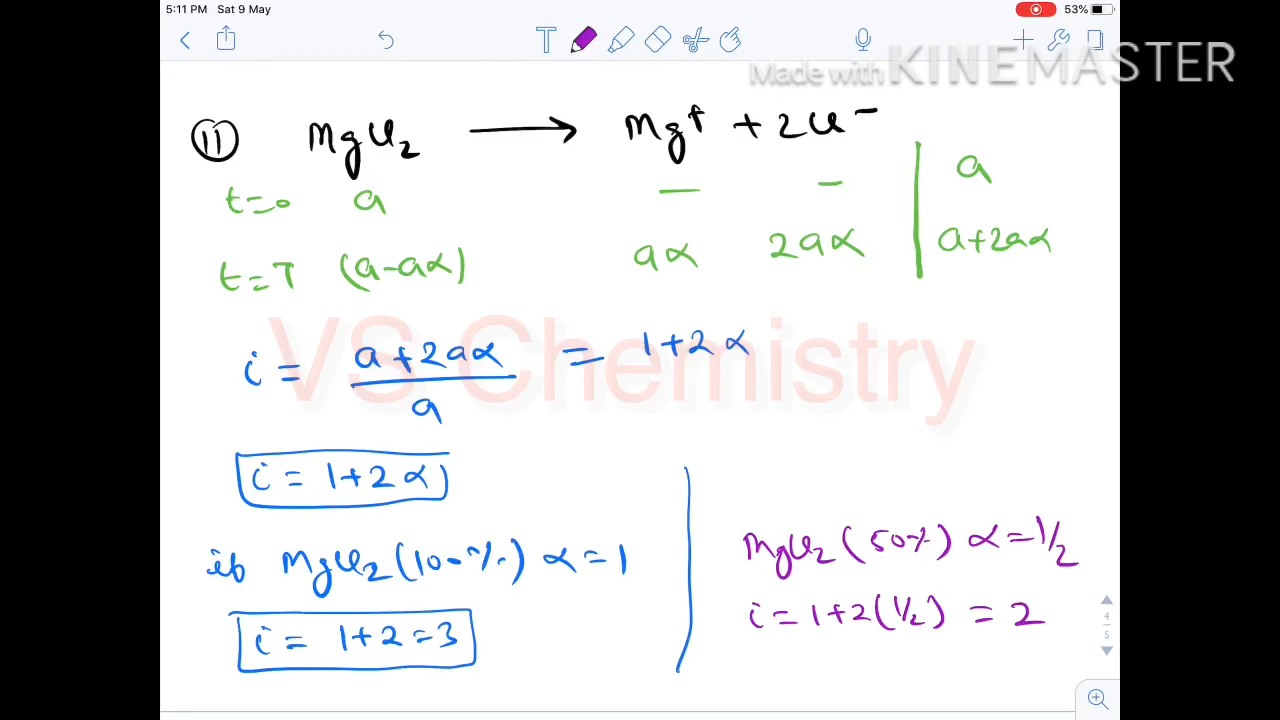 5:11 PM Sat 9 May 53%
Made with KINEMASTER
T
(11) MgCl₂ ⟶ Mg⁺ + 2Cl⁻
t=0 a — — | a
t=T (a-aα) aα 2aα | a+2aα
VS Chemistry
i = (a+2aα)/a = 1+2α
i = 1+2α
if MgCl₂ (100%) α=1
i = 1+2=3
MgCl₂ (50%) α=1/2
i=1+2(1/2) = 2
4
5